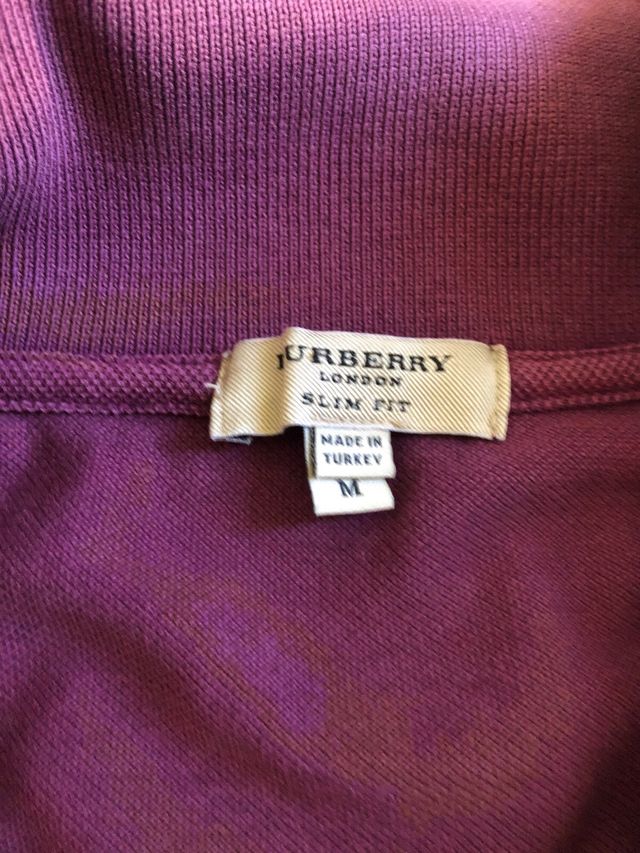 BURBERRY
LONDON
SLIM FIT
MADE IN
TURKEY
M